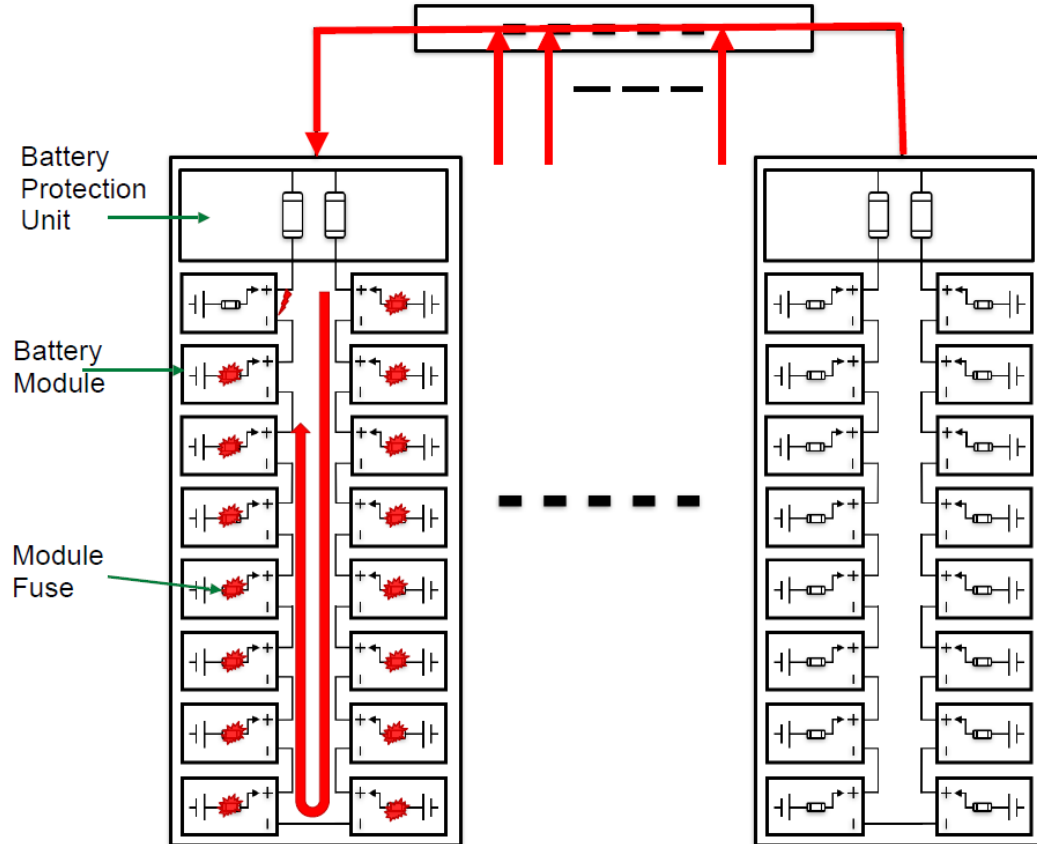 Battery
Protection
Unit
Battery
Module
Module
Fuse